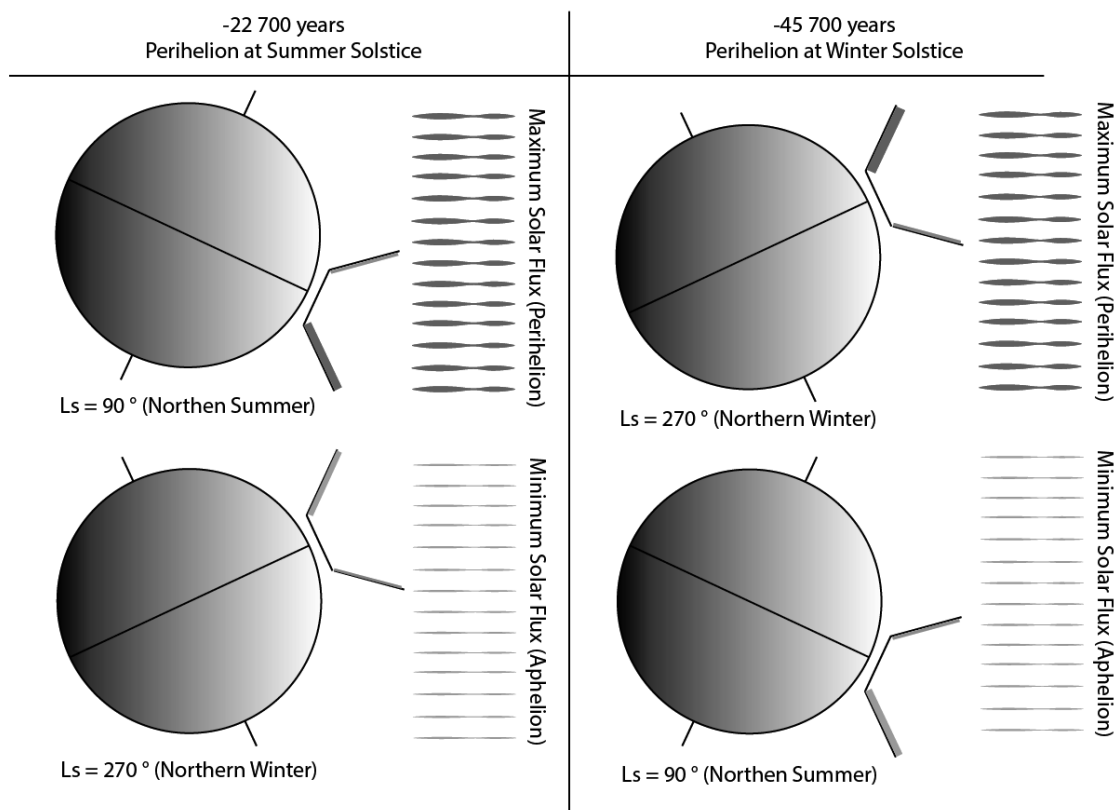 -22 700 years
Perihelion at Summer Solstice
-45 700 years
Perihelion at Winter Solstice
Maximum Solar Flux (Perihelion)
Ls = 90 ° (Northen Summer)
Maximum Solar Flux (Perihelion)
Ls = 270 ° (Northern Winter)
Minimum Solar Flux (Aphelion)
Ls = 270 ° (Northern Winter)
Minimum Solar Flux (Aphelion)
Ls = 90 ° (Northen Summer)